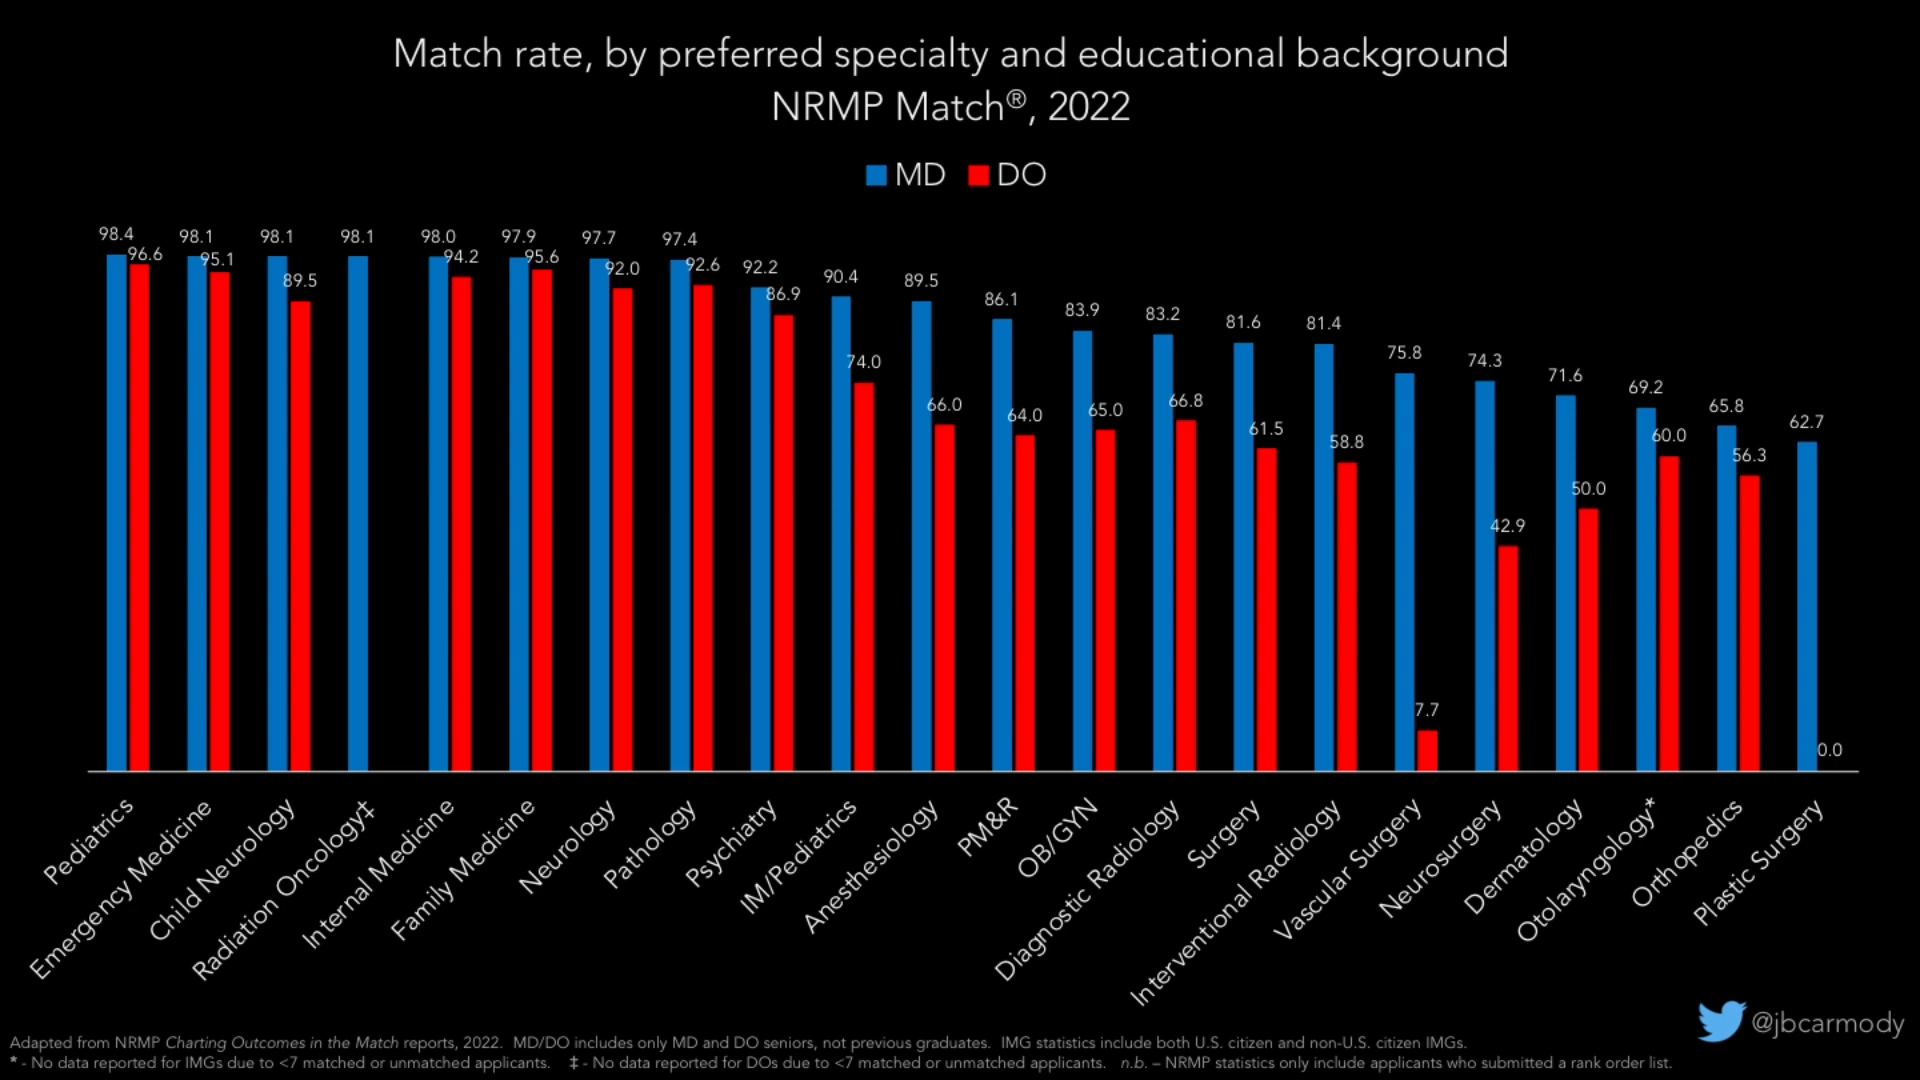 Match rate, by preferred specialty and educational background
NRMP Match®, 2022
MD DO
98.4 96.6
98.1 95.1
98.1 89.5
98.1
98.0 94.2
97.9 95.6
97.7 92.0
97.4 92.6
92.2 86.9
90.4 74.0
89.5 66.0
86.1 64.0
83.9 65.0
83.2 66.8
81.6 61.5
81.4 58.8
75.8 7.7
74.3 42.9
71.6 50.0
69.2 60.0
65.8 56.3
62.7 0.0
Pediatrics
Emergency Medicine
Child Neurology
Radiation Oncology‡
Internal Medicine
Family Medicine
Neurology
Pathology
Psychiatry
IM/Pediatrics
Anesthesiology
PM&R
OB/GYN
Diagnostic Radiology
Surgery
Interventional Radiology
Vascular Surgery
Neurosurgery
Dermatology
Otolaryngology*
Orthopedics
Plastic Surgery
@jbcarmody
Adapted from NRMP Charting Outcomes in the Match reports, 2022. MD/DO includes only MD and DO seniors, not previous graduates. IMG statistics include both U.S. citizen and non-U.S. citizen IMGs.
* - No data reported for IMGs due to <7 matched or unmatched applicants. ‡ - No data reported for DOs due to <7 matched or unmatched applicants. n.b. – NRMP statistics only include applicants who submitted a rank order list.